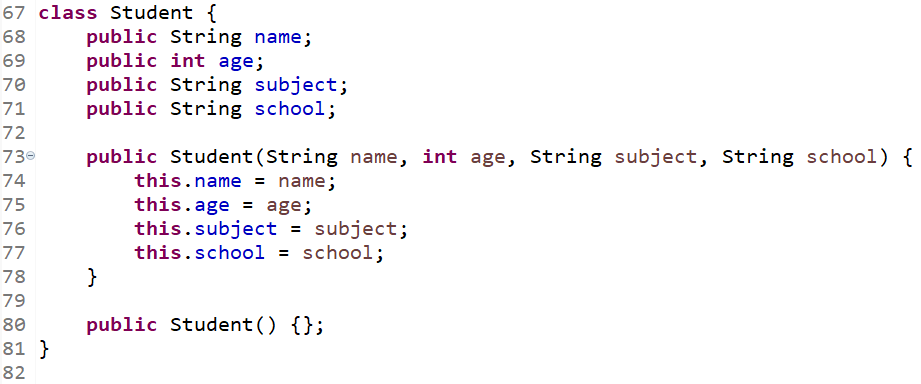 67 class Student {
68     public String name;
69     public int age;
70     public String subject;
71     public String school;
72
73     public Student(String name, int age, String subject, String school) {
74         this.name = name;
75         this.age = age;
76         this.subject = subject;
77         this.school = school;
78     }
79
80     public Student() {};
81 }
82